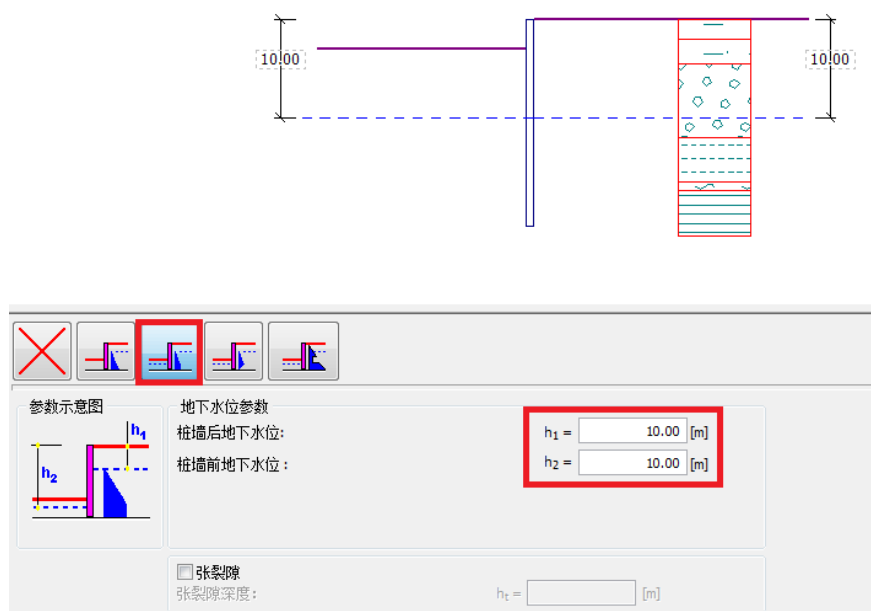 10.00
10.00
参数示意图
h₁
h₂
地下水位参数
桩墙后地下水位:
h₁ = 10.00 [m]
桩墙前地下水位：
h₂ = 10.00 [m]
张裂隙
张裂隙深度：
hₜ = [m]